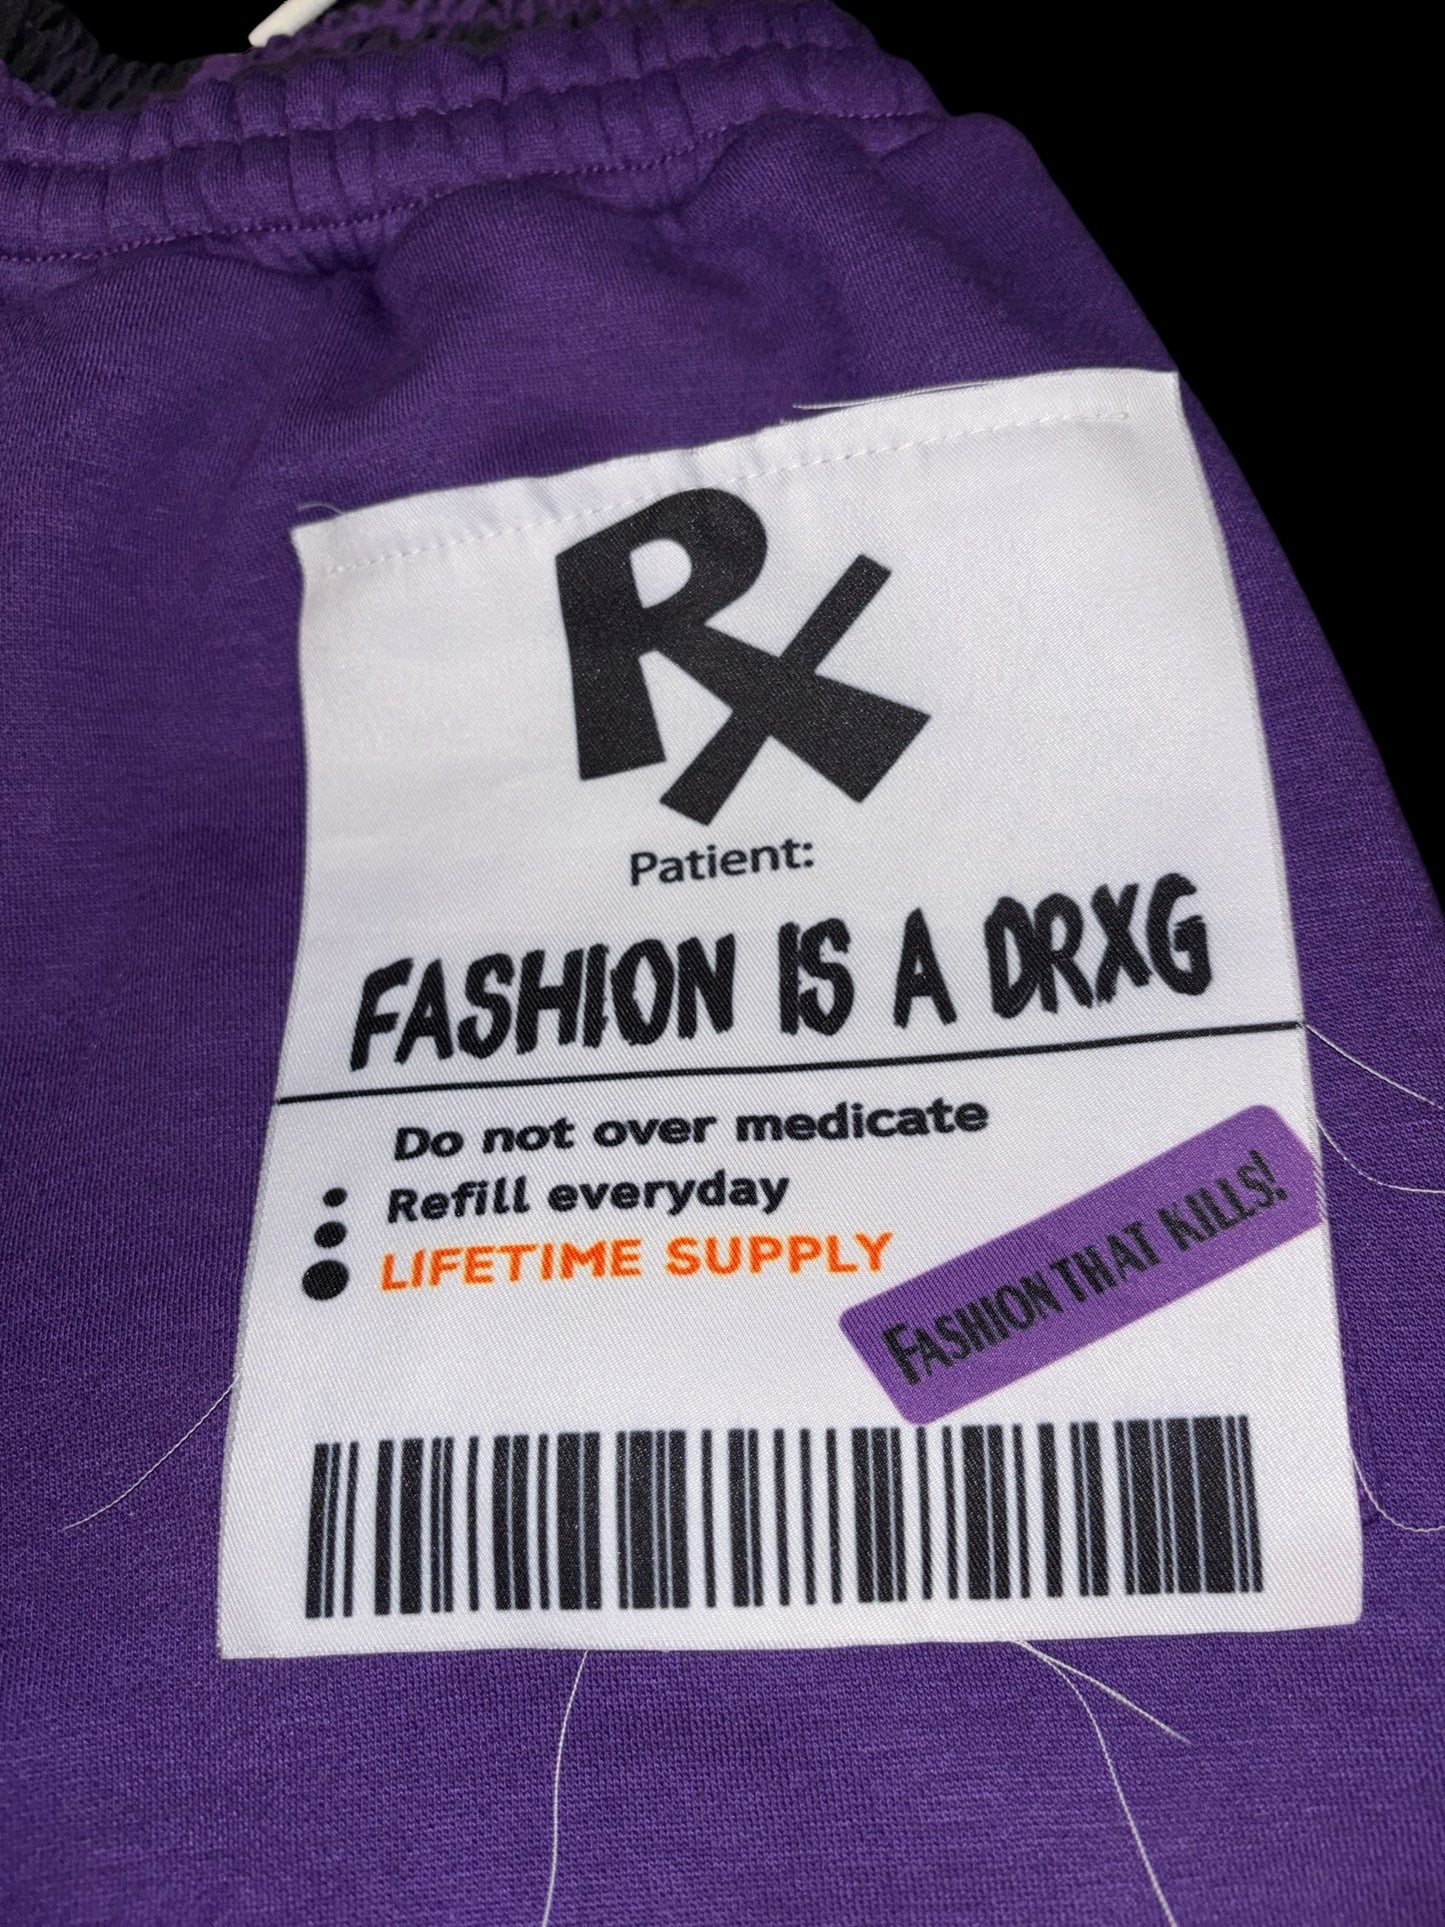 Rx
Patient:
FASHION IS A DRXG
Do not over medicate
Refill everyday
LIFETIME SUPPLY
FASHION THAT KILLS!